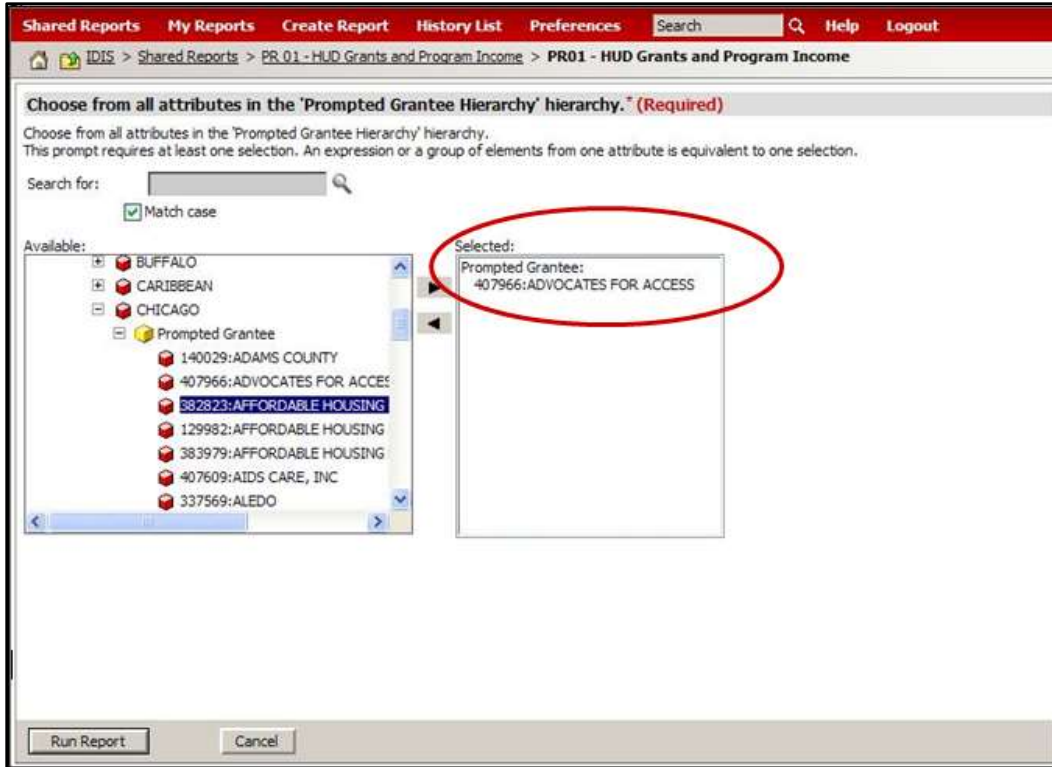 Shared Reports My Reports Create Report History List Preferences Search Help Logout
IDIS > Shared Reports > PR 01 - HUD Grants and Program Income > PR01 - HUD Grants and Program Income
Choose from all attributes in the 'Prompted Grantee Hierarchy' hierarchy.* (Required)
Choose from all attributes in the 'Prompted Grantee Hierarchy' hierarchy.
This prompt requires at least one selection. An expression or a group of elements from one attribute is equivalent to one selection.
Search for:
Match case
Available:
BUFFALO
CARIBBEAN
CHICAGO
Prompted Grantee
140029:ADAMS COUNTY
407966:ADVOCATES FOR ACCES
382823:AFFORDABLE HOUSING
129982:AFFORDABLE HOUSING
383979:AFFORDABLE HOUSING
407609:AIDS CARE, INC
337569:ALEDO
Selected:
Prompted Grantee:
407966:ADVOCATES FOR ACCESS
Run Report Cancel